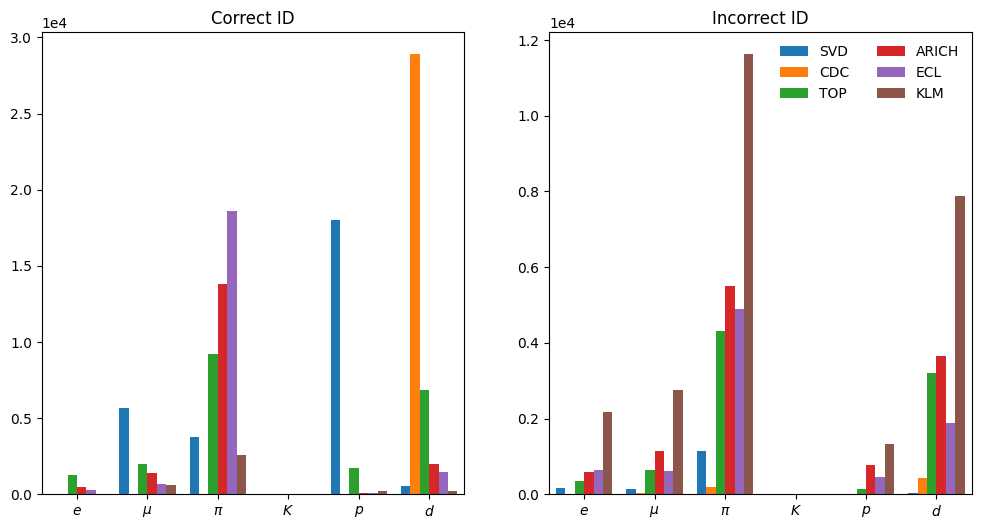 Correct ID
1e4
3.0
2.5
2.0
1.5
1.0
0.5
0.0
e μ π K p d
Incorrect ID
1e4
1.2
1.0
0.8
0.6
0.4
0.2
0.0
e μ π K p d
SVD
CDC
TOP
ARICH
ECL
KLM